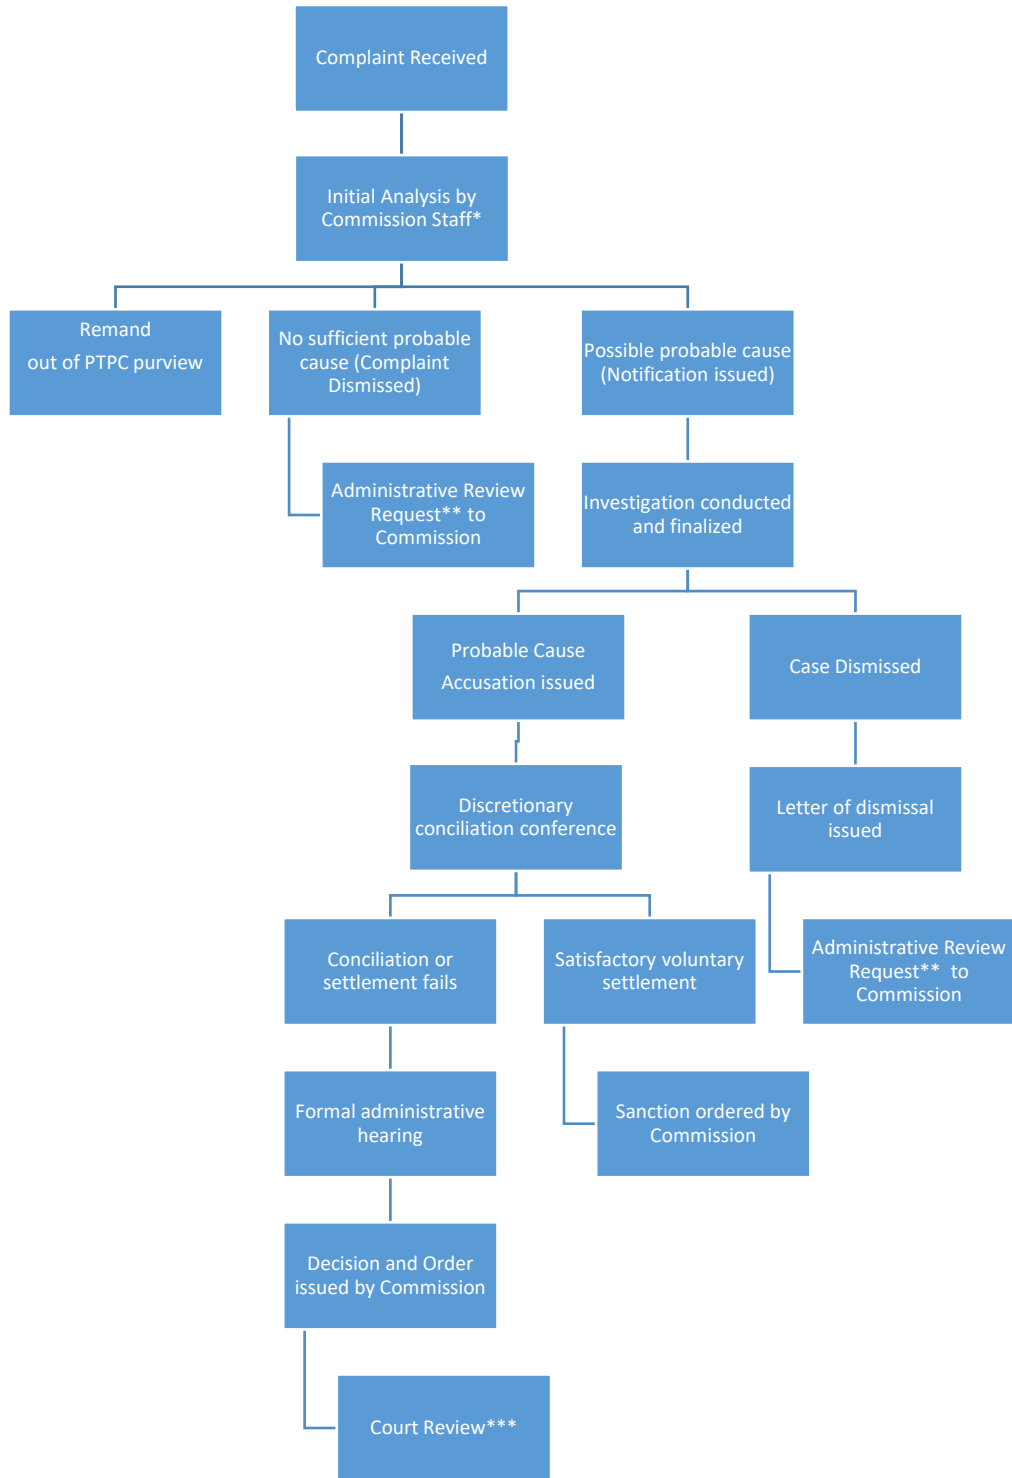 Complaint Received
Initial Analysis by
Commission Staff*
Remand
out of PTPC purview
No sufficient probable
cause (Complaint
Dismissed)
Possible probable cause
(Notification issued)
Administrative Review
Request** to
Commission
Investigation conducted
and finalized
Probable Cause
Accusation issued
Case Dismissed
Discretionary
conciliation conference
Letter of dismissal
issued
Conciliation or
settlement fails
Satisfactory voluntary
settlement
Administrative Review
Request** to
Commission
Formal administrative
hearing
Sanction ordered by
Commission
Decision and Order
issued by Commission
Court Review***